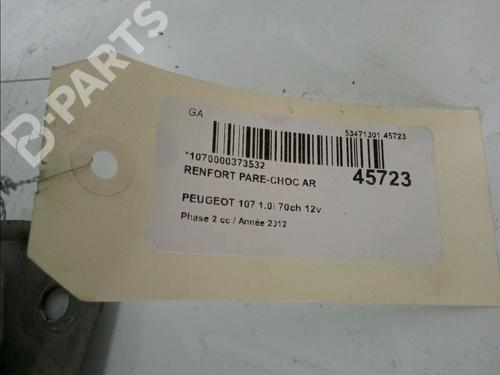 B-PARTS
GA
53471301 45723
*1070000373532
RENFORT PARE-CHOC AR
45723
PEUGEOT 107 1.0i 70ch 12v
Phase 2 cc / Année 2012